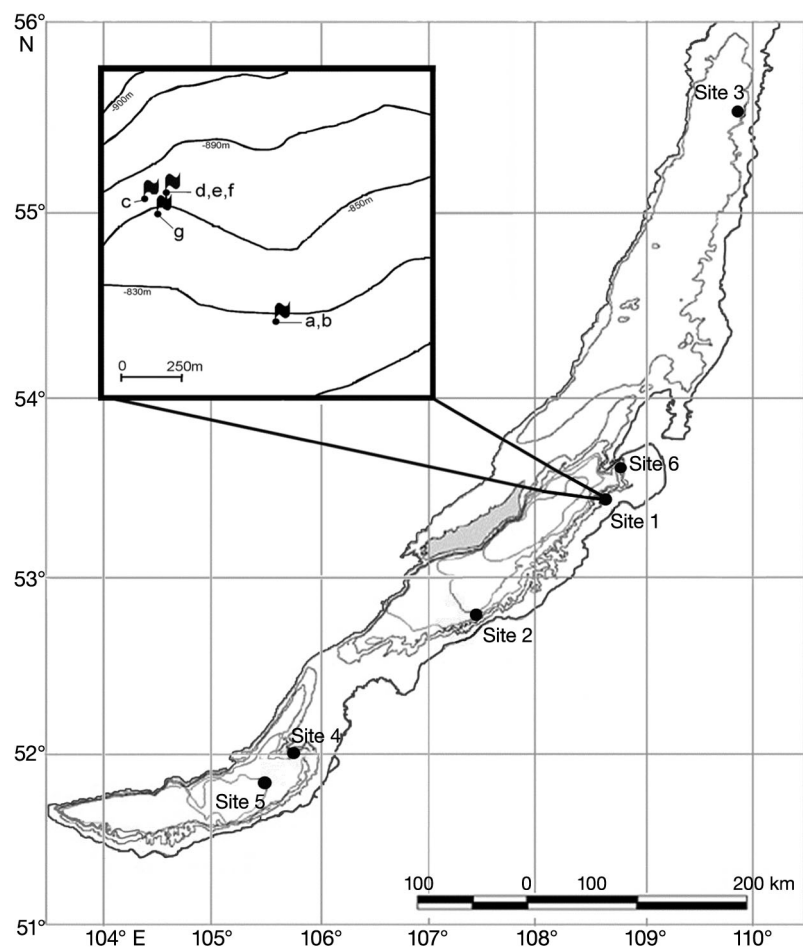 56°
N
Site 3
-900m
-890m
d,e,f
c
-850m
g
55°
-830m
a,b
0 250m
54°
Site 6
Site 1
53°
Site 2
52°
Site 4
Site 5
100 0 100 200 km
51°
104° E 105° 106° 107° 108° 109° 110°